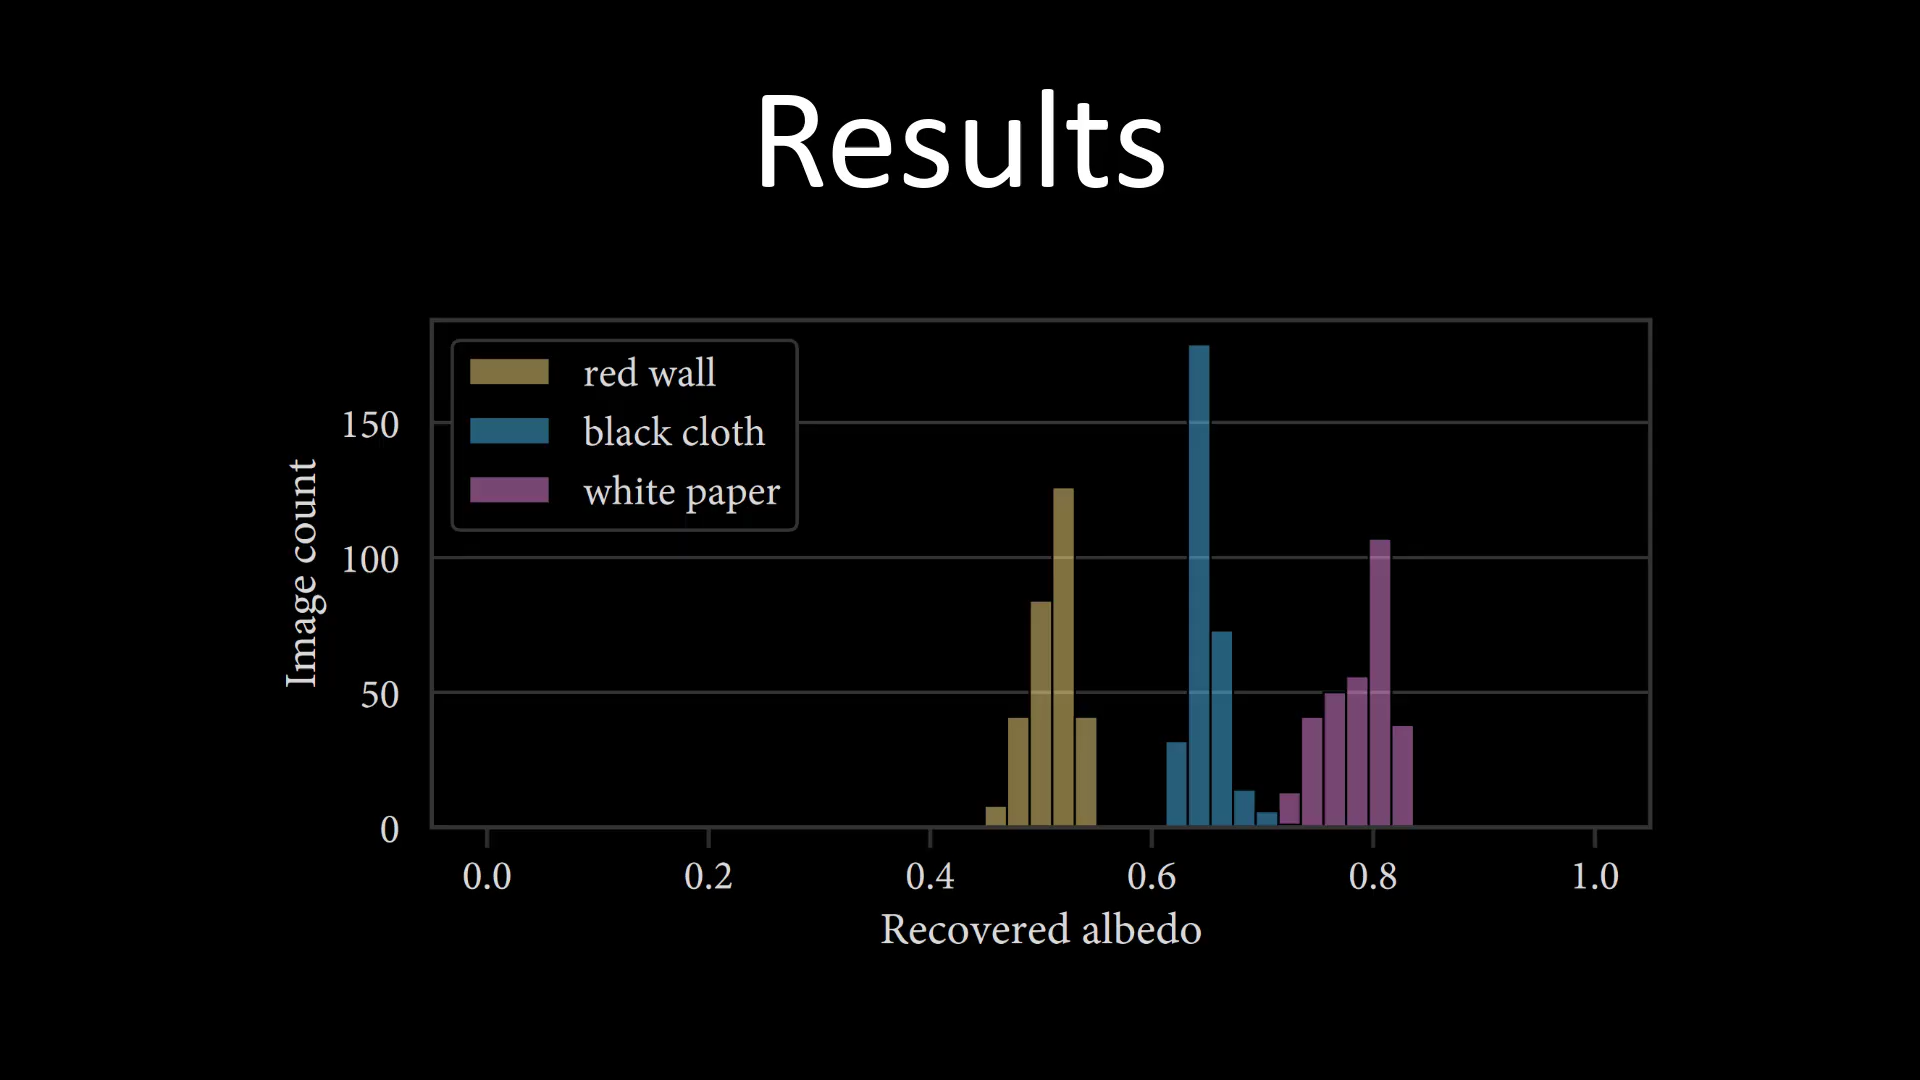 Results
red wall
black cloth
white paper
Image count
150
100
50
0
0.0 0.2 0.4 0.6 0.8 1.0
Recovered albedo